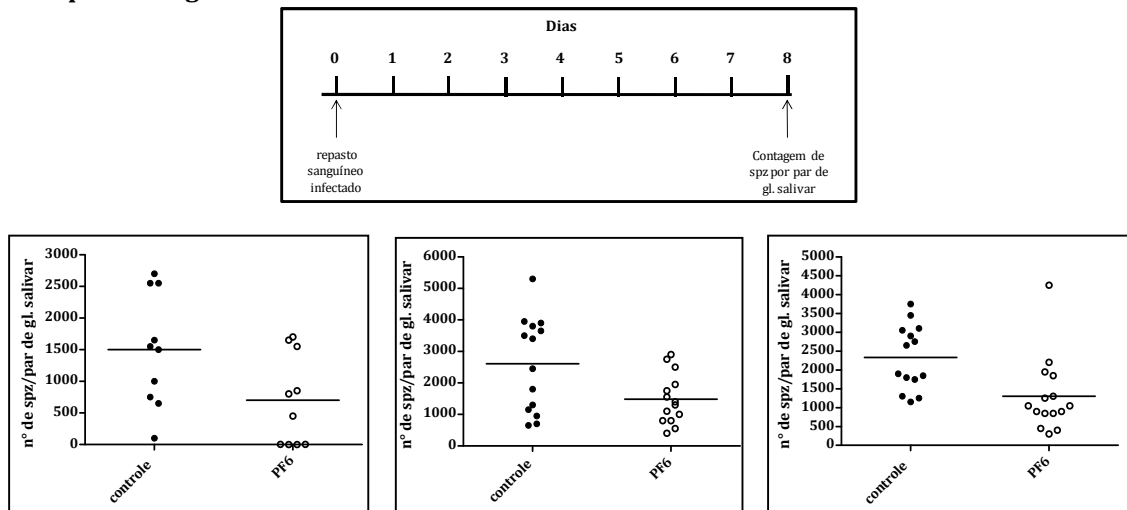 Dias
0 1 2 3 4 5 6 7 8
repasto
sanguíneo
infectado
Contagem de
spz por par de
gl. salivar
n° de spz/par de gl. salivar
3000
2500
2000
1500
1000
500
0
controle
PF6
n° de spz/par de gl. salivar
6000
5000
4000
3000
2000
1000
0
controle
PF6
n° de spz/par de gl. salivar
5000
4500
4000
3500
3000
2500
2000
1500
1000
500
0
controle
PF6